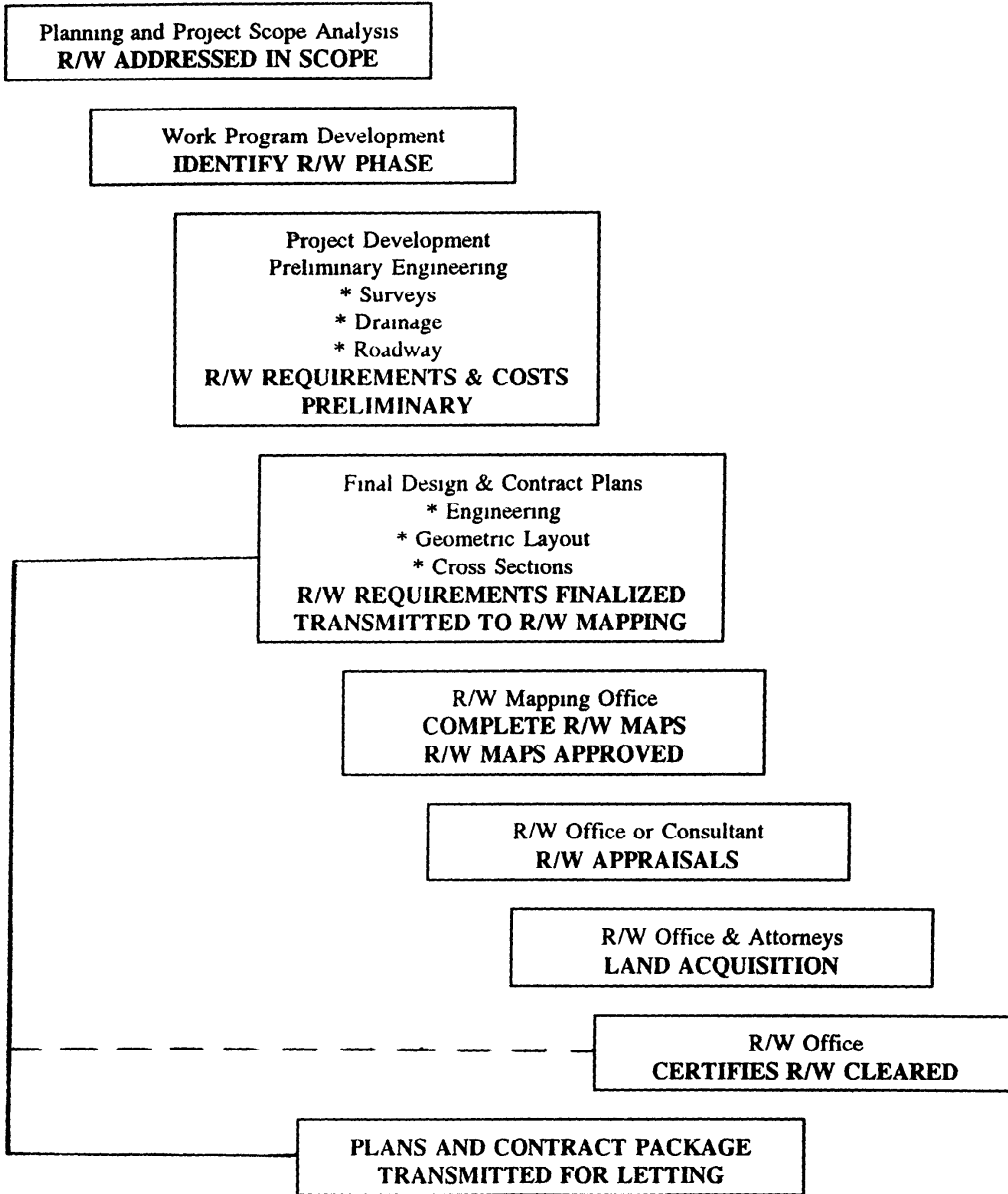 Planning and Project Scope Analysis
R/W ADDRESSED IN SCOPE
Work Program Development
IDENTIFY R/W PHASE
Project Development
Preliminary Engineering
* Surveys
* Drainage
* Roadway
R/W REQUIREMENTS & COSTS
PRELIMINARY
Final Design & Contract Plans
* Engineering
* Geometric Layout
* Cross Sections
R/W REQUIREMENTS FINALIZED
TRANSMITTED TO R/W MAPPING
R/W Mapping Office
COMPLETE R/W MAPS
R/W MAPS APPROVED
R/W Office or Consultant
R/W APPRAISALS
R/W Office & Attorneys
LAND ACQUISITION
R/W Office
CERTIFIES R/W CLEARED
PLANS AND CONTRACT PACKAGE
TRANSMITTED FOR LETTING